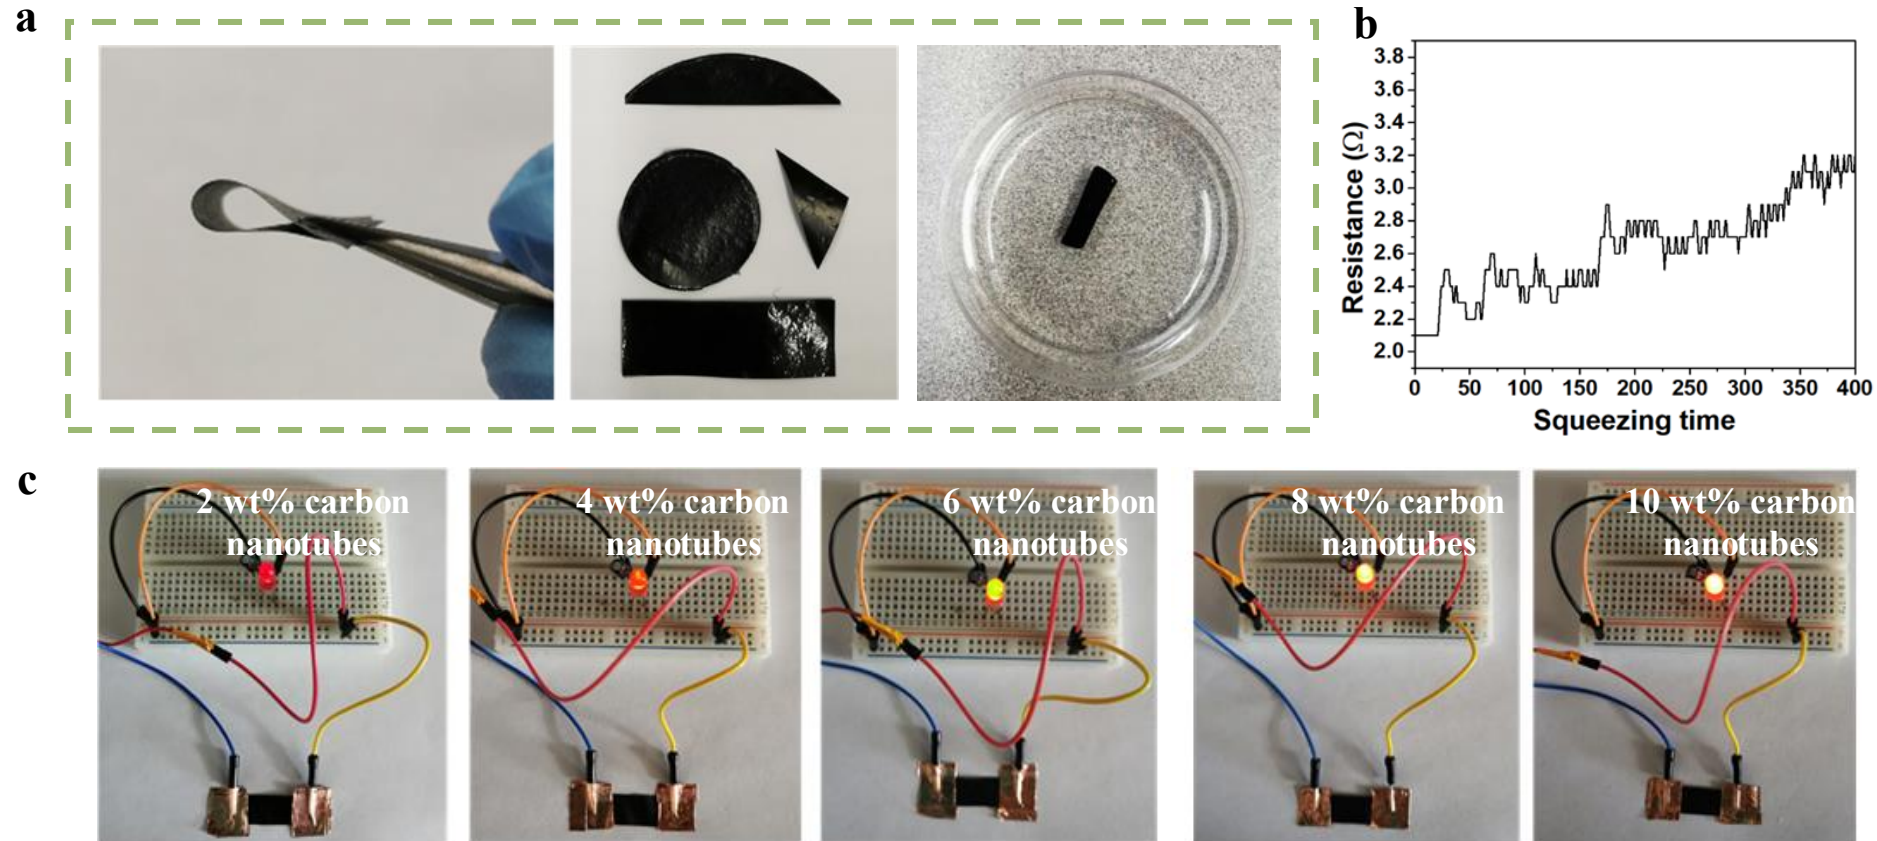 a
b
3.8
3.6
3.4
3.2
3.0
2.8
2.6
2.4
2.2
2.0
Resistance (Ω)
0 50 100 150 200 250 300 350 400
Squeezing time
c
2 wt% carbon
nanotubes
4 wt% carbon
nanotubes
6 wt% carbon
nanotubes
8 wt% carbon
nanotubes
10 wt% carbon
nanotubes